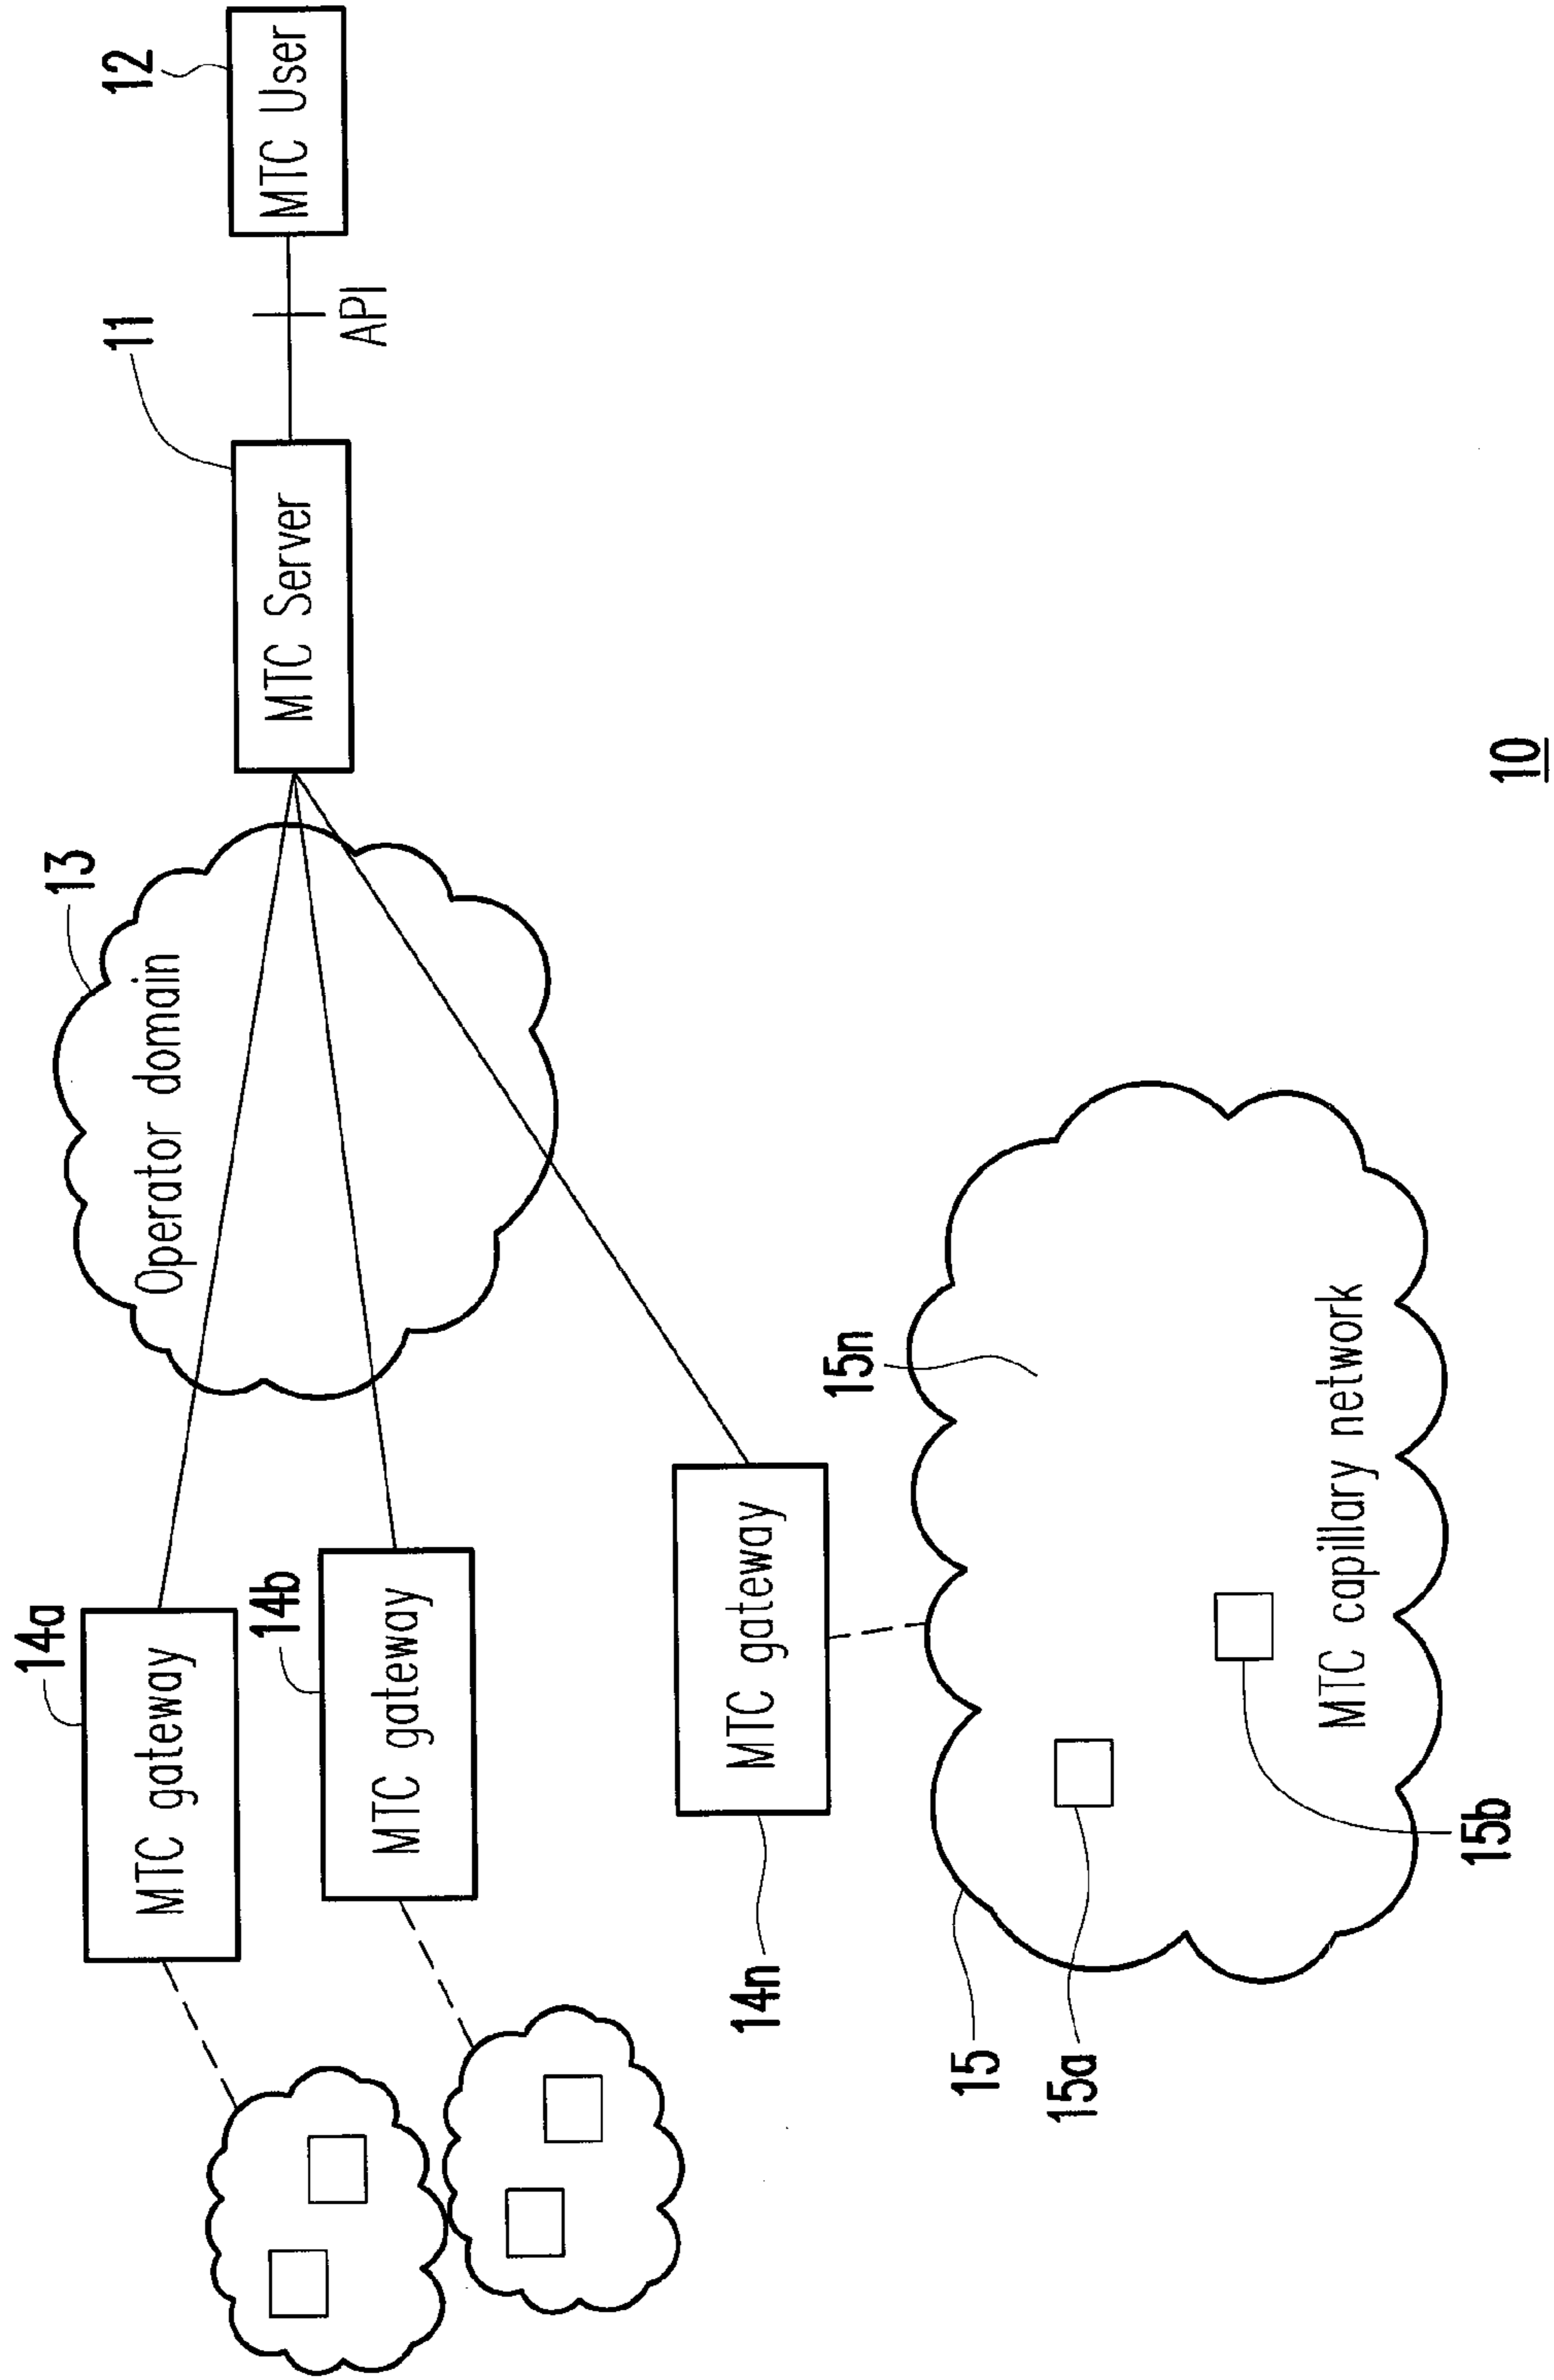 14a
MTC gateway
14b
MTC gateway
13
Operator domain
11
MTC Server
API
12
MTC User
14n
MTC gateway
15n
15
15a
15b
MTC capillary network
10